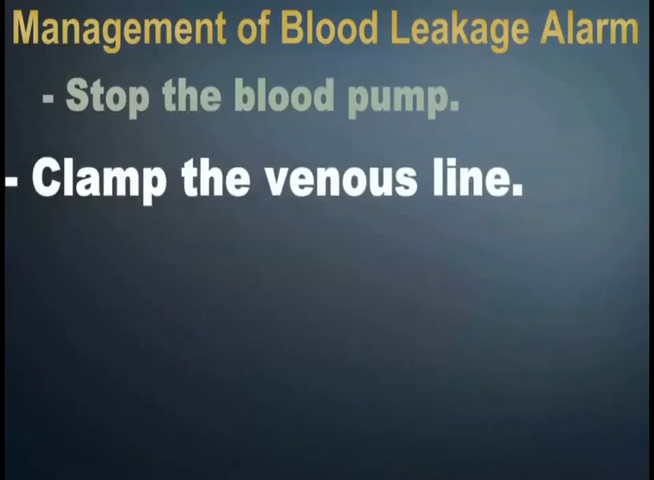 Management of Blood Leakage Alarm
- Stop the blood pump.
- Clamp the venous line.